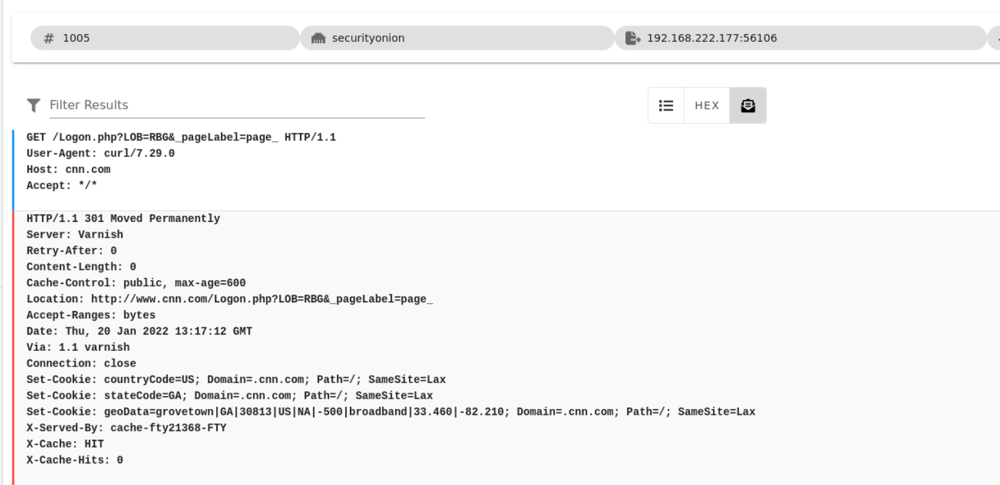 # 1005
securityonion
192.168.222.177:56106
Filter Results
HEX
GET /Logon.php?LOB=RBG&_pageLabel=page_ HTTP/1.1
User-Agent: curl/7.29.0
Host: cnn.com
Accept: */*
HTTP/1.1 301 Moved Permanently
Server: Varnish
Retry-After: 0
Content-Length: 0
Cache-Control: public, max-age=600
Location: http://www.cnn.com/Logon.php?LOB=RBG&_pageLabel=page_
Accept-Ranges: bytes
Date: Thu, 20 Jan 2022 13:17:12 GMT
Via: 1.1 varnish
Connection: close
Set-Cookie: countryCode=US; Domain=.cnn.com; Path=/; SameSite=Lax
Set-Cookie: stateCode=GA; Domain=.cnn.com; Path=/; SameSite=Lax
Set-Cookie: geoData=grovetown|GA|30813|US|NA|-500|broadband|33.460|-82.210; Domain=.cnn.com; Path=/; SameSite=Lax
X-Served-By: cache-fty21368-FTY
X-Cache: HIT
X-Cache-Hits: 0